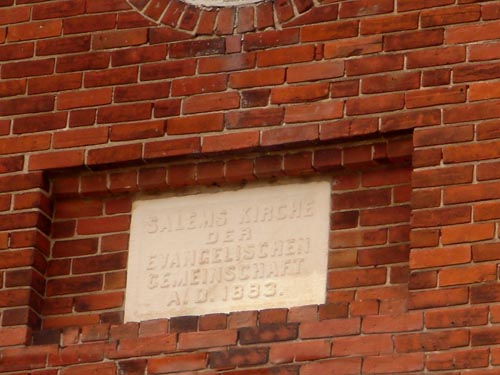 SALEMS KIRCHE
DER
EVANGELISCHEN
GEMEINSCHAFT
A.D. 1883.